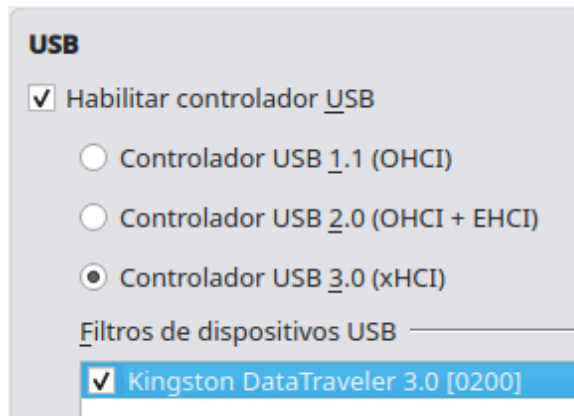 USB
Habilitar controlador USB
Controlador USB 1.1 (OHCI)
Controlador USB 2.0 (OHCI + EHCI)
Controlador USB 3.0 (xHCI)
Filtros de dispositivos USB
Kingston DataTraveler 3.0 [0200]